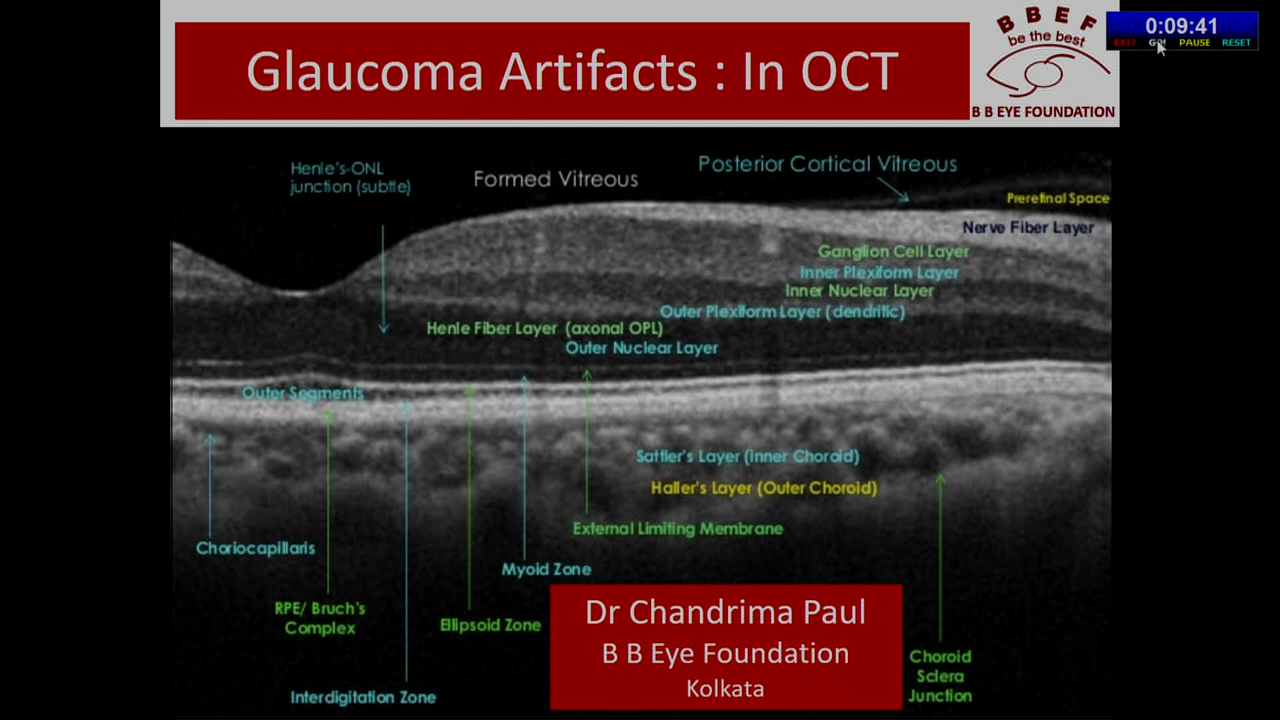 0:09:41
EXIT GO! PAUSE RESET
B B E F
be the best
B B EYE FOUNDATION
Glaucoma Artifacts : In OCT
Henle's-ONL
junction (subtle)
Formed Vitreous
Posterior Cortical Vitreous
Preretinal Space
Nerve Fiber Layer
Ganglion Cell Layer
Inner Plexiform Layer
Inner Nuclear Layer
Outer Plexiform Layer (dendritic)
Henle Fiber Layer (axonal OPL)
Outer Nuclear Layer
Outer Segments
Sattler's Layer (inner Choroid)
Haller's Layer (Outer Choroid)
External Limiting Membrane
Choriocapillaris
Myoid Zone
RPE/ Bruch's
Complex
Ellipsoid Zone
Interdigitation Zone
Dr Chandrima Paul
B B Eye Foundation
Kolkata
Choroid
Sclera
Junction